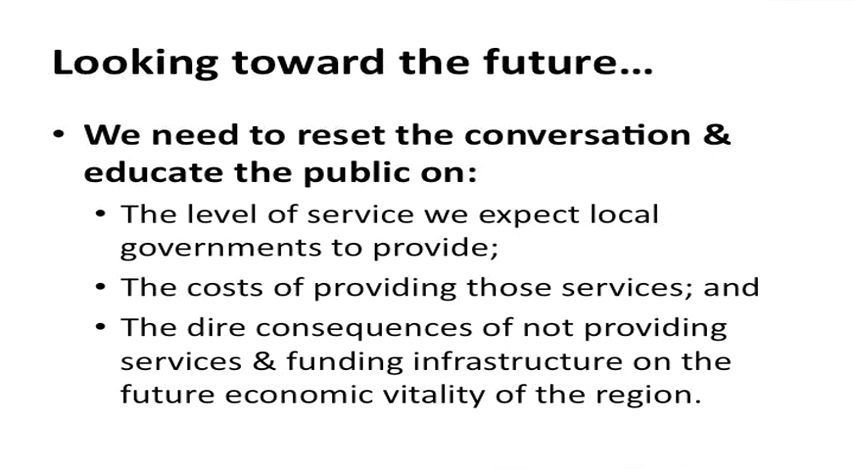 Looking toward the future...
• We need to reset the conversation &
educate the public on:
• The level of service we expect local
governments to provide;
• The costs of providing those services; and
• The dire consequences of not providing
services & funding infrastructure on the
future economic vitality of the region.